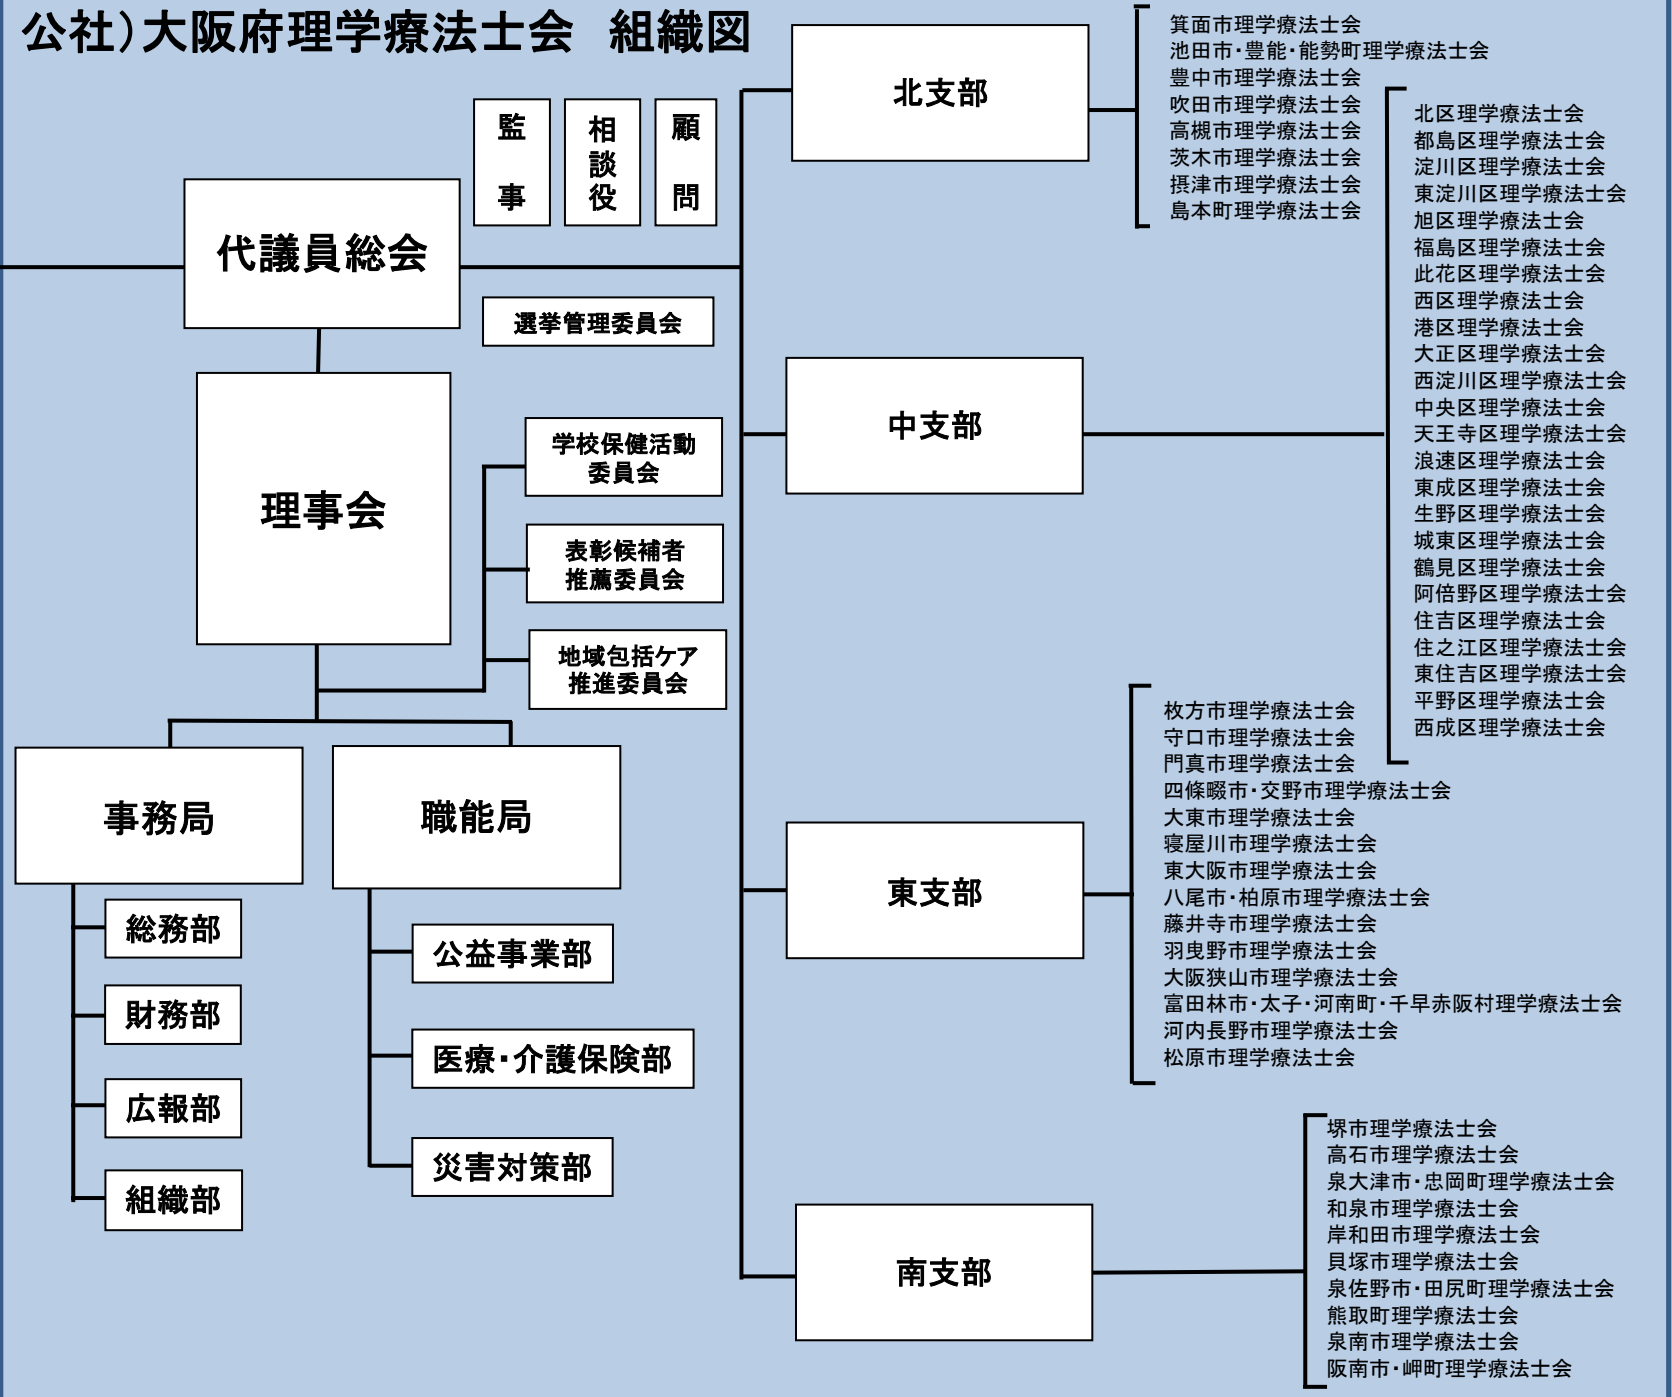 公社）大阪府理学療法士会　組織図
監事
相談役
顧問
代議員総会
選挙管理委員会
理事会
学校保健活動
委員会
表彰候補者
推薦委員会
地域包括ケア
推進委員会
事務局
総務部
財務部
広報部
組織部
職能局
公益事業部
医療・介護保険部
災害対策部
北支部
箕面市理学療法士会
池田市・豊能・能勢町理学療法士会
豊中市理学療法士会
吹田市理学療法士会
高槻市理学療法士会
茨木市理学療法士会
摂津市理学療法士会
島本町理学療法士会
中支部
北区理学療法士会
都島区理学療法士会
淀川区理学療法士会
東淀川区理学療法士会
旭区理学療法士会
福島区理学療法士会
此花区理学療法士会
西区理学療法士会
港区理学療法士会
大正区理学療法士会
西淀川区理学療法士会
中央区理学療法士会
天王寺区理学療法士会
浪速区理学療法士会
東成区理学療法士会
生野区理学療法士会
城東区理学療法士会
鶴見区理学療法士会
阿倍野区理学療法士会
住吉区理学療法士会
住之江区理学療法士会
東住吉区理学療法士会
平野区理学療法士会
西成区理学療法士会
東支部
枚方市理学療法士会
守口市理学療法士会
門真市理学療法士会
四條畷市・交野市理学療法士会
大東市理学療法士会
寝屋川市理学療法士会
東大阪市理学療法士会
八尾市・柏原市理学療法士会
藤井寺市理学療法士会
羽曳野市理学療法士会
大阪狭山市理学療法士会
富田林市・太子・河南町・千早赤阪村理学療法士会
河内長野市理学療法士会
松原市理学療法士会
南支部
堺市理学療法士会
高石市理学療法士会
泉大津市・忠岡町理学療法士会
和泉市理学療法士会
岸和田市理学療法士会
貝塚市理学療法士会
泉佐野市・田尻町理学療法士会
熊取町理学療法士会
泉南市理学療法士会
阪南市・岬町理学療法士会